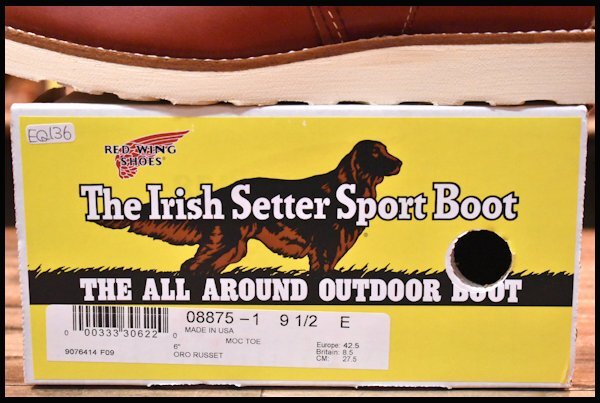 EQ136
RED WING
SHOES®
The Irish Setter Sport Boot
®
THE ALL AROUND OUTDOOR BOOT
08875 -1 9 1/2 E
MADE IN USA
MOC TOE
0 00333 30622 0
6"
ORO RUSSET
9076414 F09
Europe: 42.5
Britain: 8.5
CM: 27.5